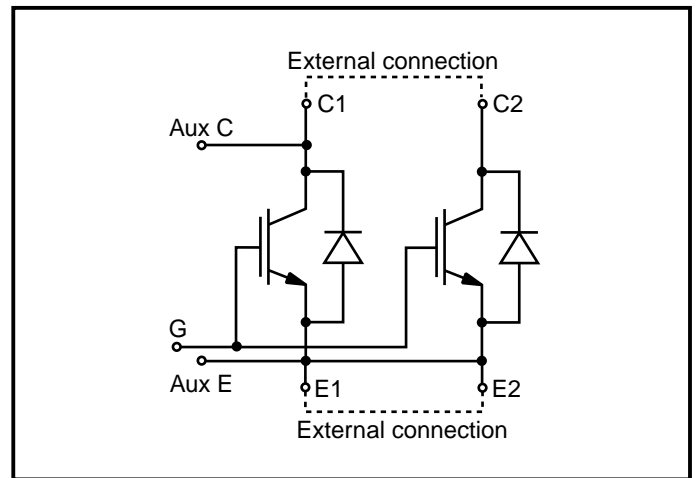 External connection
C1
C2
Aux C
G
Aux E
E1
E2
External connection